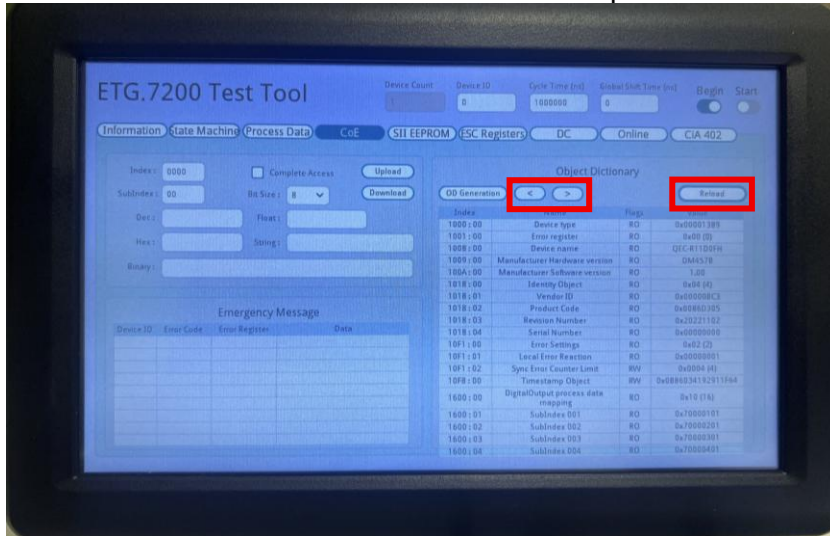 ETG.7200 Test Tool
Device Count Device ID Cycle Time [ns] Global Shift Time [ns] Begin Start
1 0 1000000 0
Information State Machine Process Data CoE SII EEPROM ESC Registers DC Online CiA 402
Index: 0000 Complete Access Upload
SubIndex: 00 Bit Size: 8 Download
Dec: Float:
Hex: String:
Binary:
Emergency Message
Device ID Error Code Error Register Data
Object Dictionary
OD Generation < > Reload
Index Name Flags Value
1000 : 00 Device type RO 0x00001389
1001 : 00 Error register RO 0x00 (0)
1008 : 00 Device name RO QEC-R11D0FH
1009 : 00 Manufacturer Hardware version RO DM4578
100A : 00 Manufacturer Software version RO 1.00
1018 : 00 Identity Object RO 0x04 (4)
1018 : 01 Vendor ID RO 0x00000BC3
1018 : 02 Product Code RO
1018 : 03 Revision Number RO 0x20221102
1018 : 04 Serial Number RO 0x00000000
10F1 : 00 Error Settings RO 0x02 (2)
10F1 : 01 Local Error Reaction RO 0x00000001
10F1 : 02 Sync Error Counter Limit RW 0x0004 (4)
10F8 : 00 Timestamp Object RW
1600 : 00 DigitalOutput process data mapping RO 0x10 (16)
1600 : 01 SubIndex 001 RO 0x70000101
1600 : 02 SubIndex 002 RO 0x70000201
1600 : 03 SubIndex 003 RO 0x70000301
1600 : 04 SubIndex 004 RO 0x70000401